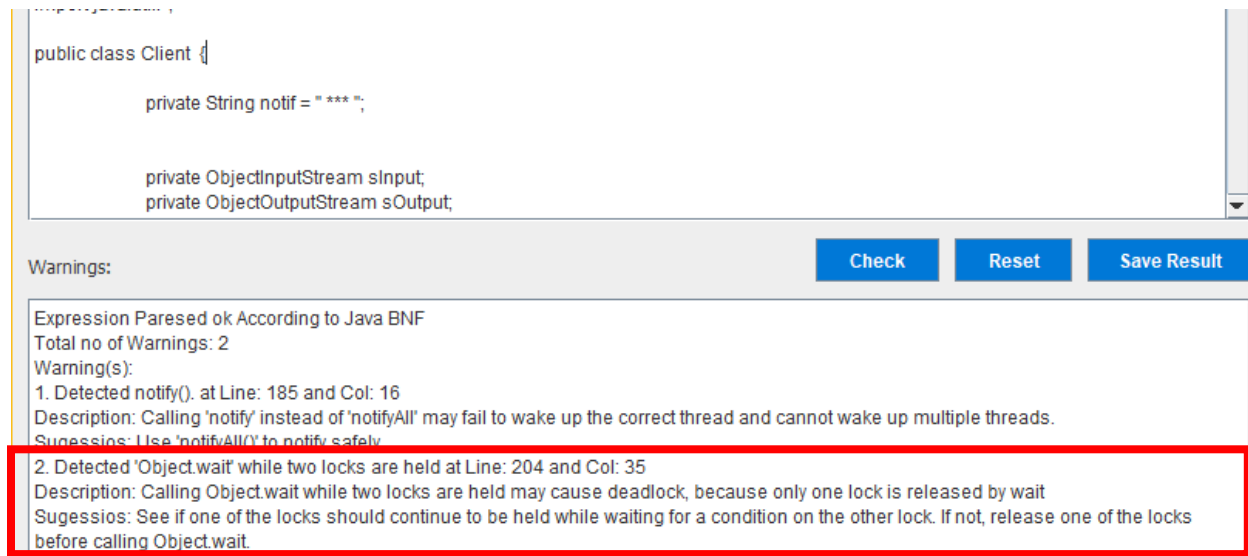 public class Client {
private String notif = " *** ";
private ObjectInputStream sInput;
private ObjectOutputStream sOutput;
Warnings:
Check
Reset
Save Result
Expression Paresed ok According to Java BNF
Total no of Warnings: 2
Warning(s):
1. Detected notify(). at Line: 185 and Col: 16
Description: Calling 'notify' instead of 'notifyAll' may fail to wake up the correct thread and cannot wake up multiple threads.
Sugessios: Use 'notifyAll()' to notify safely
2. Detected 'Object.wait' while two locks are held at Line: 204 and Col: 35
Description: Calling Object.wait while two locks are held may cause deadlock, because only one lock is released by wait
Sugessios: See if one of the locks should continue to be held while waiting for a condition on the other lock. If not, release one of the locks
before calling Object.wait.